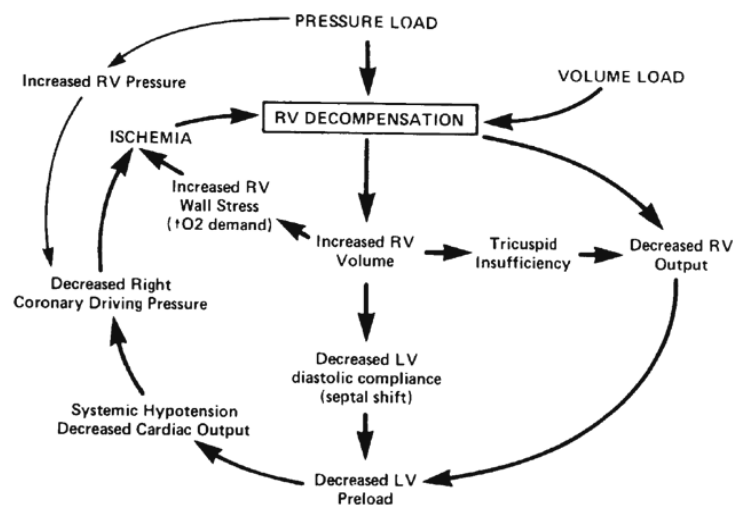 PRESSURE LOAD
Increased RV Pressure
VOLUME LOAD
RV DECOMPENSATION
ISCHEMIA
Increased RV
Wall Stress
(↑O2 demand)
Increased RV
Volume
Tricuspid
Insufficiency
Decreased RV
Output
Decreased Right
Coronary Driving Pressure
Decreased LV
diastolic compliance
(septal shift)
Systemic Hypotension
Decreased Cardiac Output
Decreased LV
Preload